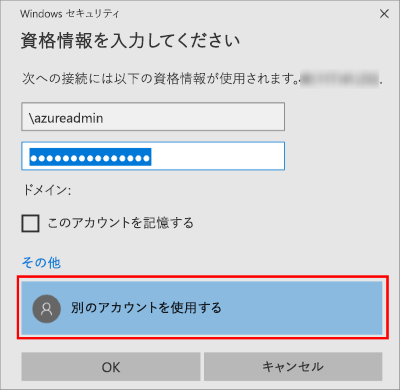 Windows セキュリティ
資格情報を入力してください
次への接続には以下の資格情報が使用されます。
\azureadmin
ドメイン:
このアカウントを記憶する
その他
別のアカウントを使用する
OK
キャンセル